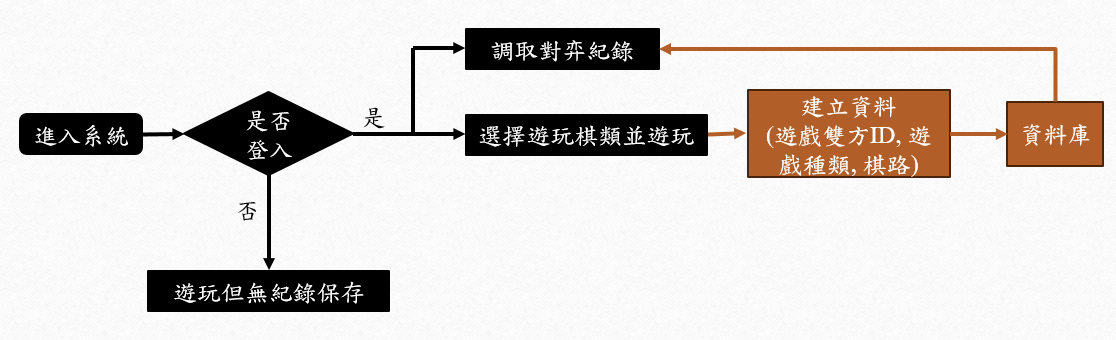 調取對弈紀錄
進入系統
是否
登入
是
選擇遊玩棋類並遊玩
建立資料
(遊戲雙方ID, 遊
戲種類, 棋路)
資料庫
否
遊玩但無紀錄保存